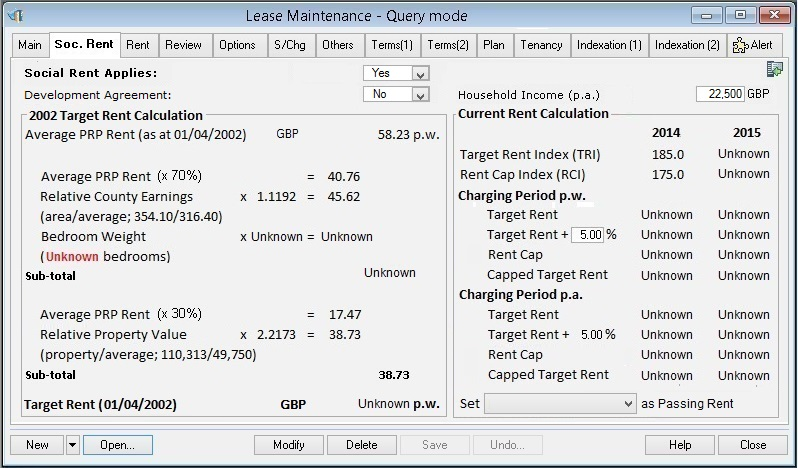 Lease Maintenance - Query mode
Main Soc. Rent Rent Review Options S/Chg Others Terms(1) Terms(2) Plan Tenancy Indexation (1) Indexation (2) Alert
Social Rent Applies: Yes
Development Agreement: No
Household Income (p.a.) 22,500 GBP
2002 Target Rent Calculation
Average PRP Rent (as at 01/04/2002) GBP 58.23 p.w.
Average PRP Rent (x 70%) = 40.76
Relative County Earnings x 1.1192 = 45.62
(area/average; 354.10/316.40)
Bedroom Weight x Unknown = Unknown
(Unknown bedrooms)
Sub-total Unknown
Average PRP Rent (x 30%) = 17.47
Relative Property Value x 2.2173 = 38.73
(property/average; 110,313/49,750)
Sub-total 38.73
Target Rent (01/04/2002) GBP Unknown p.w.
Current Rent Calculation
2014 2015
Target Rent Index (TRI) 185.0 Unknown
Rent Cap Index (RCI) 175.0 Unknown
Charging Period p.w.
Target Rent Unknown Unknown
Target Rent + 5.00 % Unknown Unknown
Rent Cap Unknown Unknown
Capped Target Rent Unknown Unknown
Charging Period p.a.
Target Rent Unknown Unknown
Target Rent + 5.00 % Unknown Unknown
Rent Cap Unknown Unknown
Capped Target Rent Unknown Unknown
Set as Passing Rent
New Open... Modify Delete Save Undo... Help Close